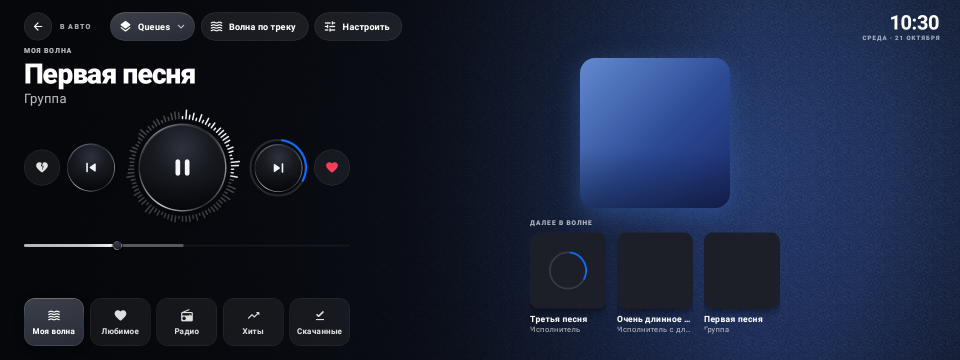 В АВТО
Queues
Волна по треку
Настроить
10:30
СРЕДА · 21 ОКТЯБРЯ
МОЯ ВОЛНА
Первая песня
Группа
ДАЛЕЕ В ВОЛНЕ
Третья песня
Исполнитель
Очень длинное ...
Исполнитель с дл...
Первая песня
Группа
Моя волна
Любимое
Радио
Хиты
Скачанные